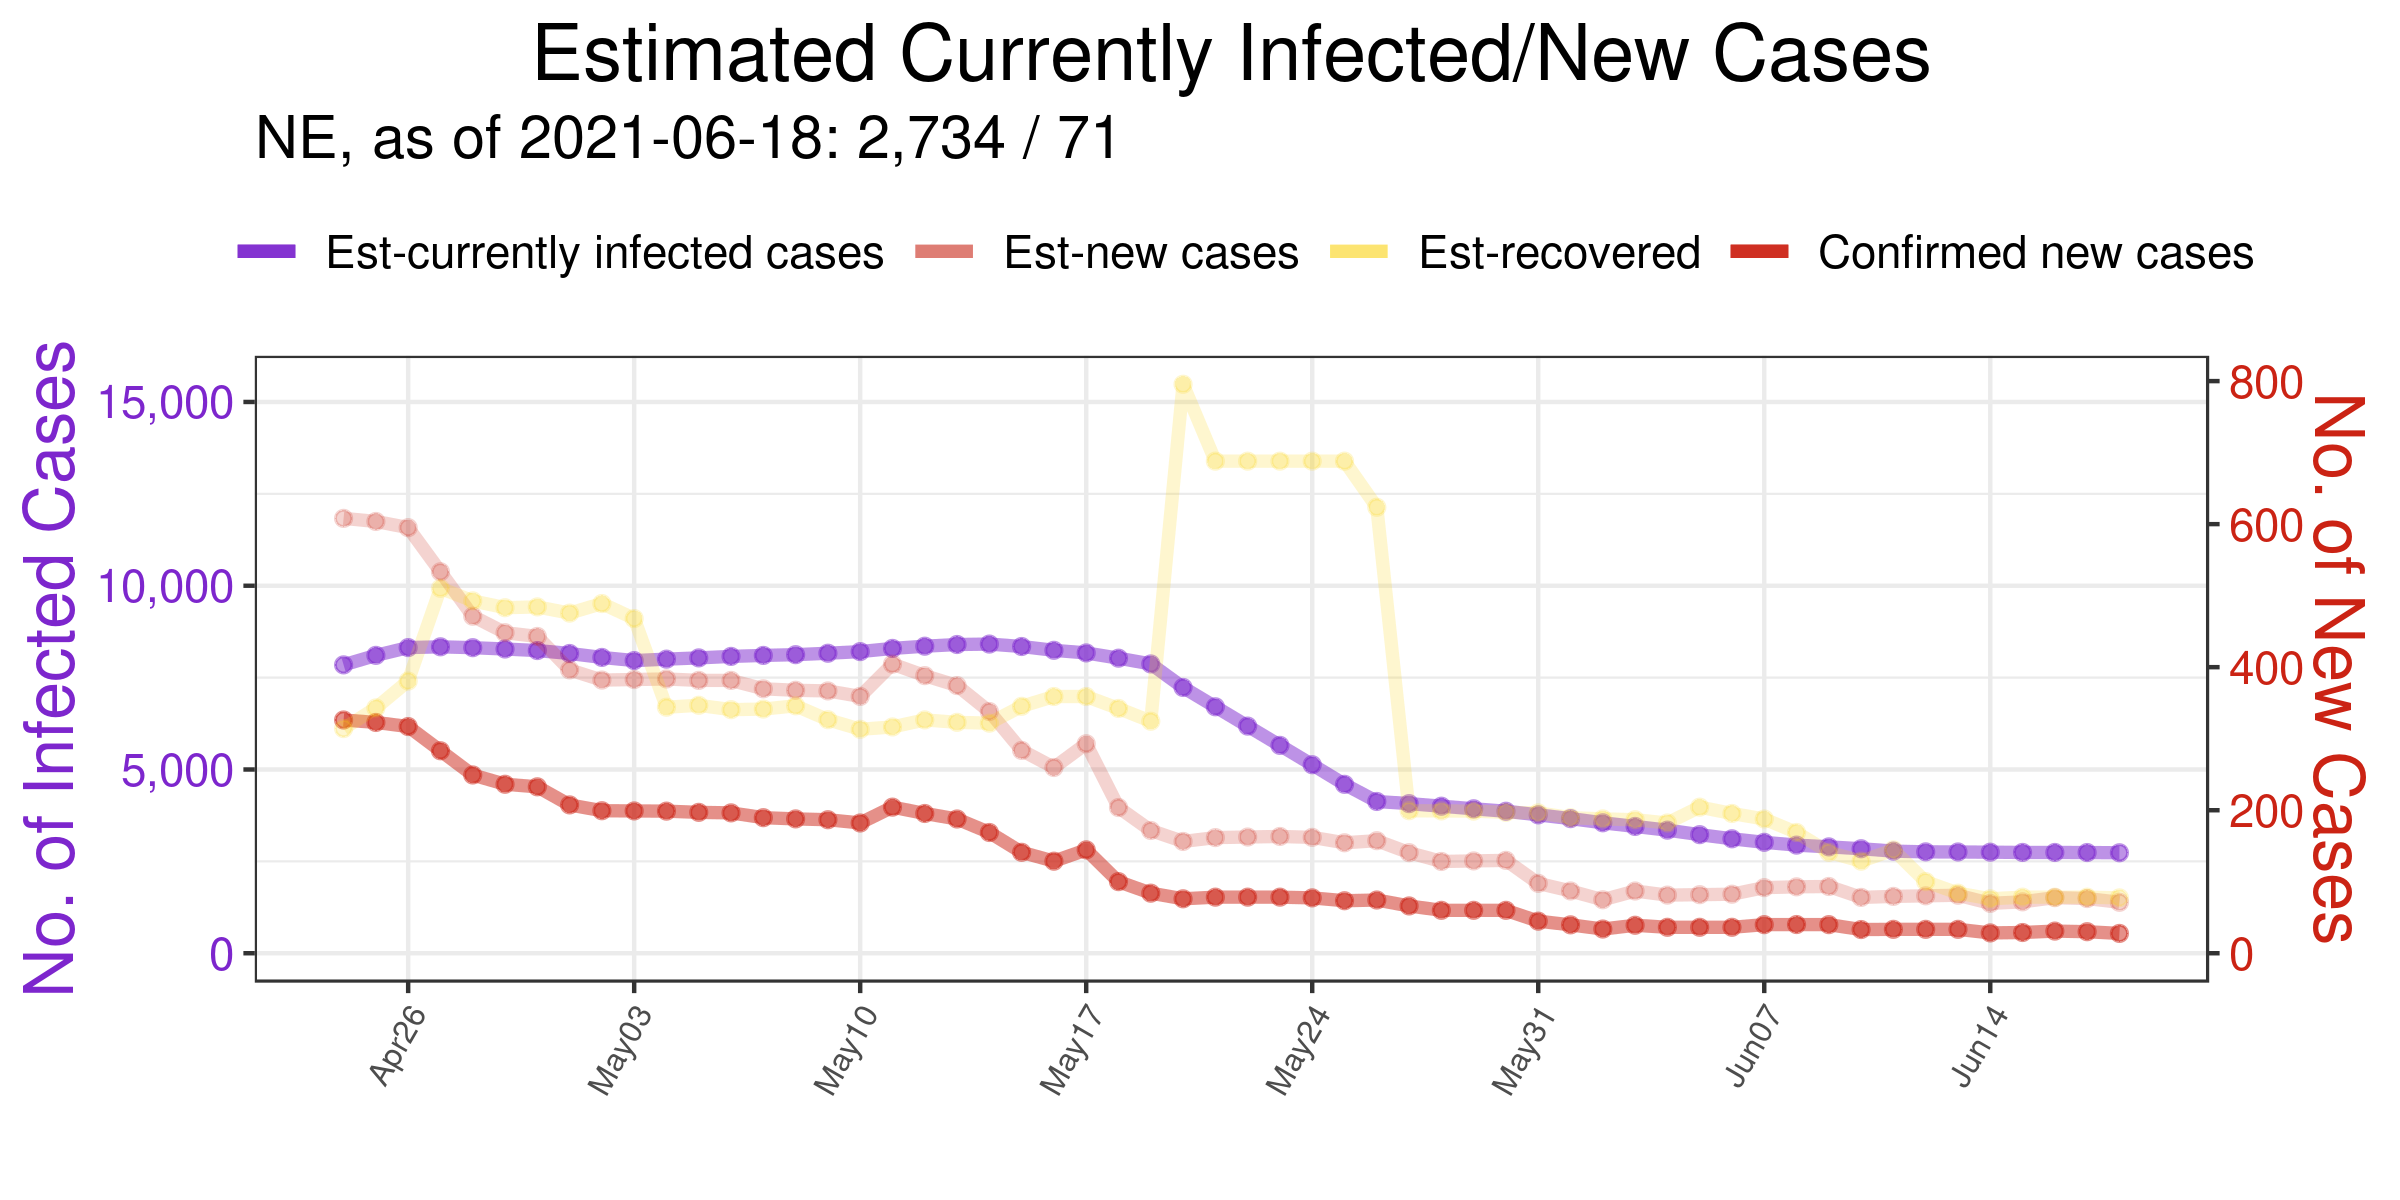 Estimated Currently Infected/New Cases
NE, as of 2021-06-18: 2,734 / 71
Est-currently infected cases Est-new cases Est-recovered Confirmed new cases
No. of Infected Cases
15,000
10,000
5,000
0
800
600
400
200
0
No. of New Cases
Apr26 May03 May10 May17 May24 May31 Jun07 Jun14